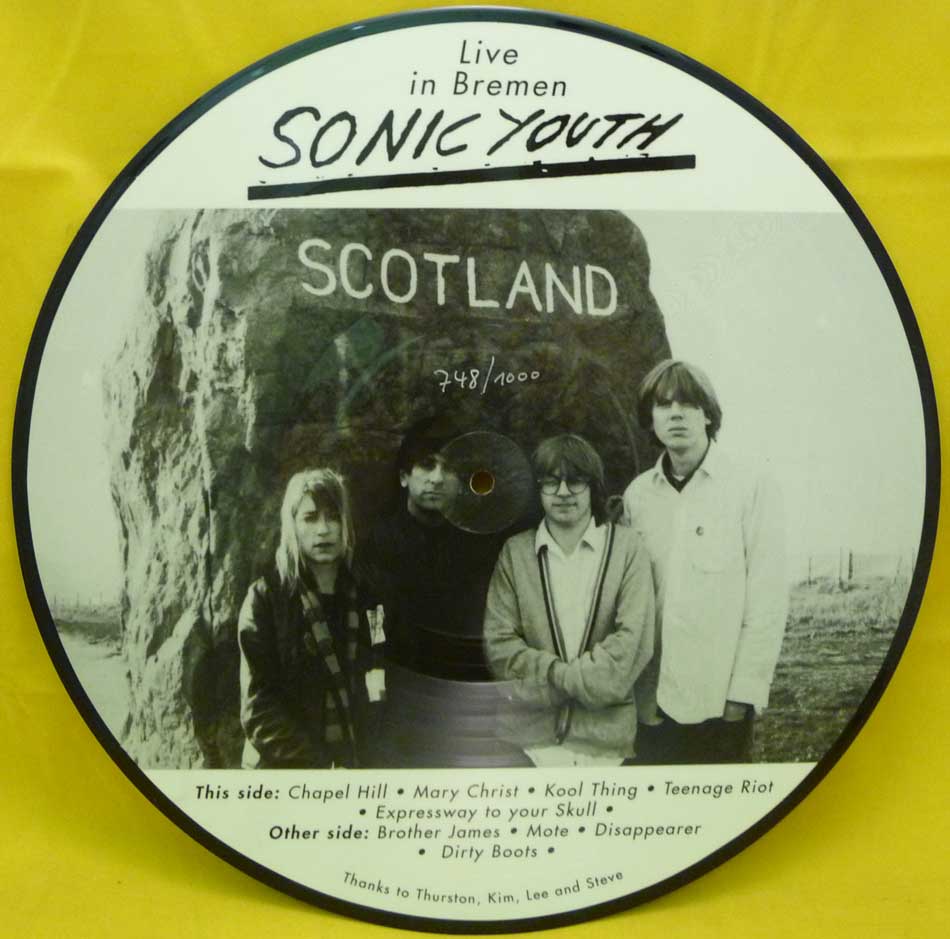 Live
in Bremen
SONIC YOUTH
SCOTLAND
748/1000
This side: Chapel Hill • Mary Christ • Kool Thing • Teenage Riot
• Expressway to your Skull •
Other side: Brother James • Mote • Disappearer
• Dirty Boots •
Thanks to Thurston, Kim, Lee and Steve